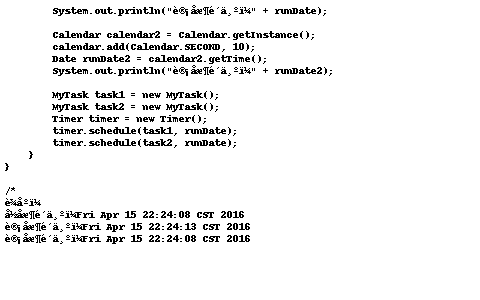 System.out.println("è®¡åæ¶é´ä¸ºï¼" + runDate);
Calendar calendar2 = Calendar.getInstance();
calendar.add(Calendar.SECOND, 10);
Date runDate2 = calendar2.getTime();
System.out.println("è®¡åæ¶é´ä¸ºï¼" + runDate2);
MyTask task1 = new MyTask();
MyTask task2 = new MyTask();
Timer timer = new Timer();
timer.schedule(task1, runDate);
timer.schedule(task2, runDate);
}
}
/*
è¾åºï¼
å½åæ¶é´ä¸ºï¼Fri Apr 15 22:24:08 CST 2016
è®¡åæ¶é´ä¸ºï¼Fri Apr 15 22:24:13 CST 2016
è®¡åæ¶é´ä¸ºï¼Fri Apr 15 22:24:08 CST 2016